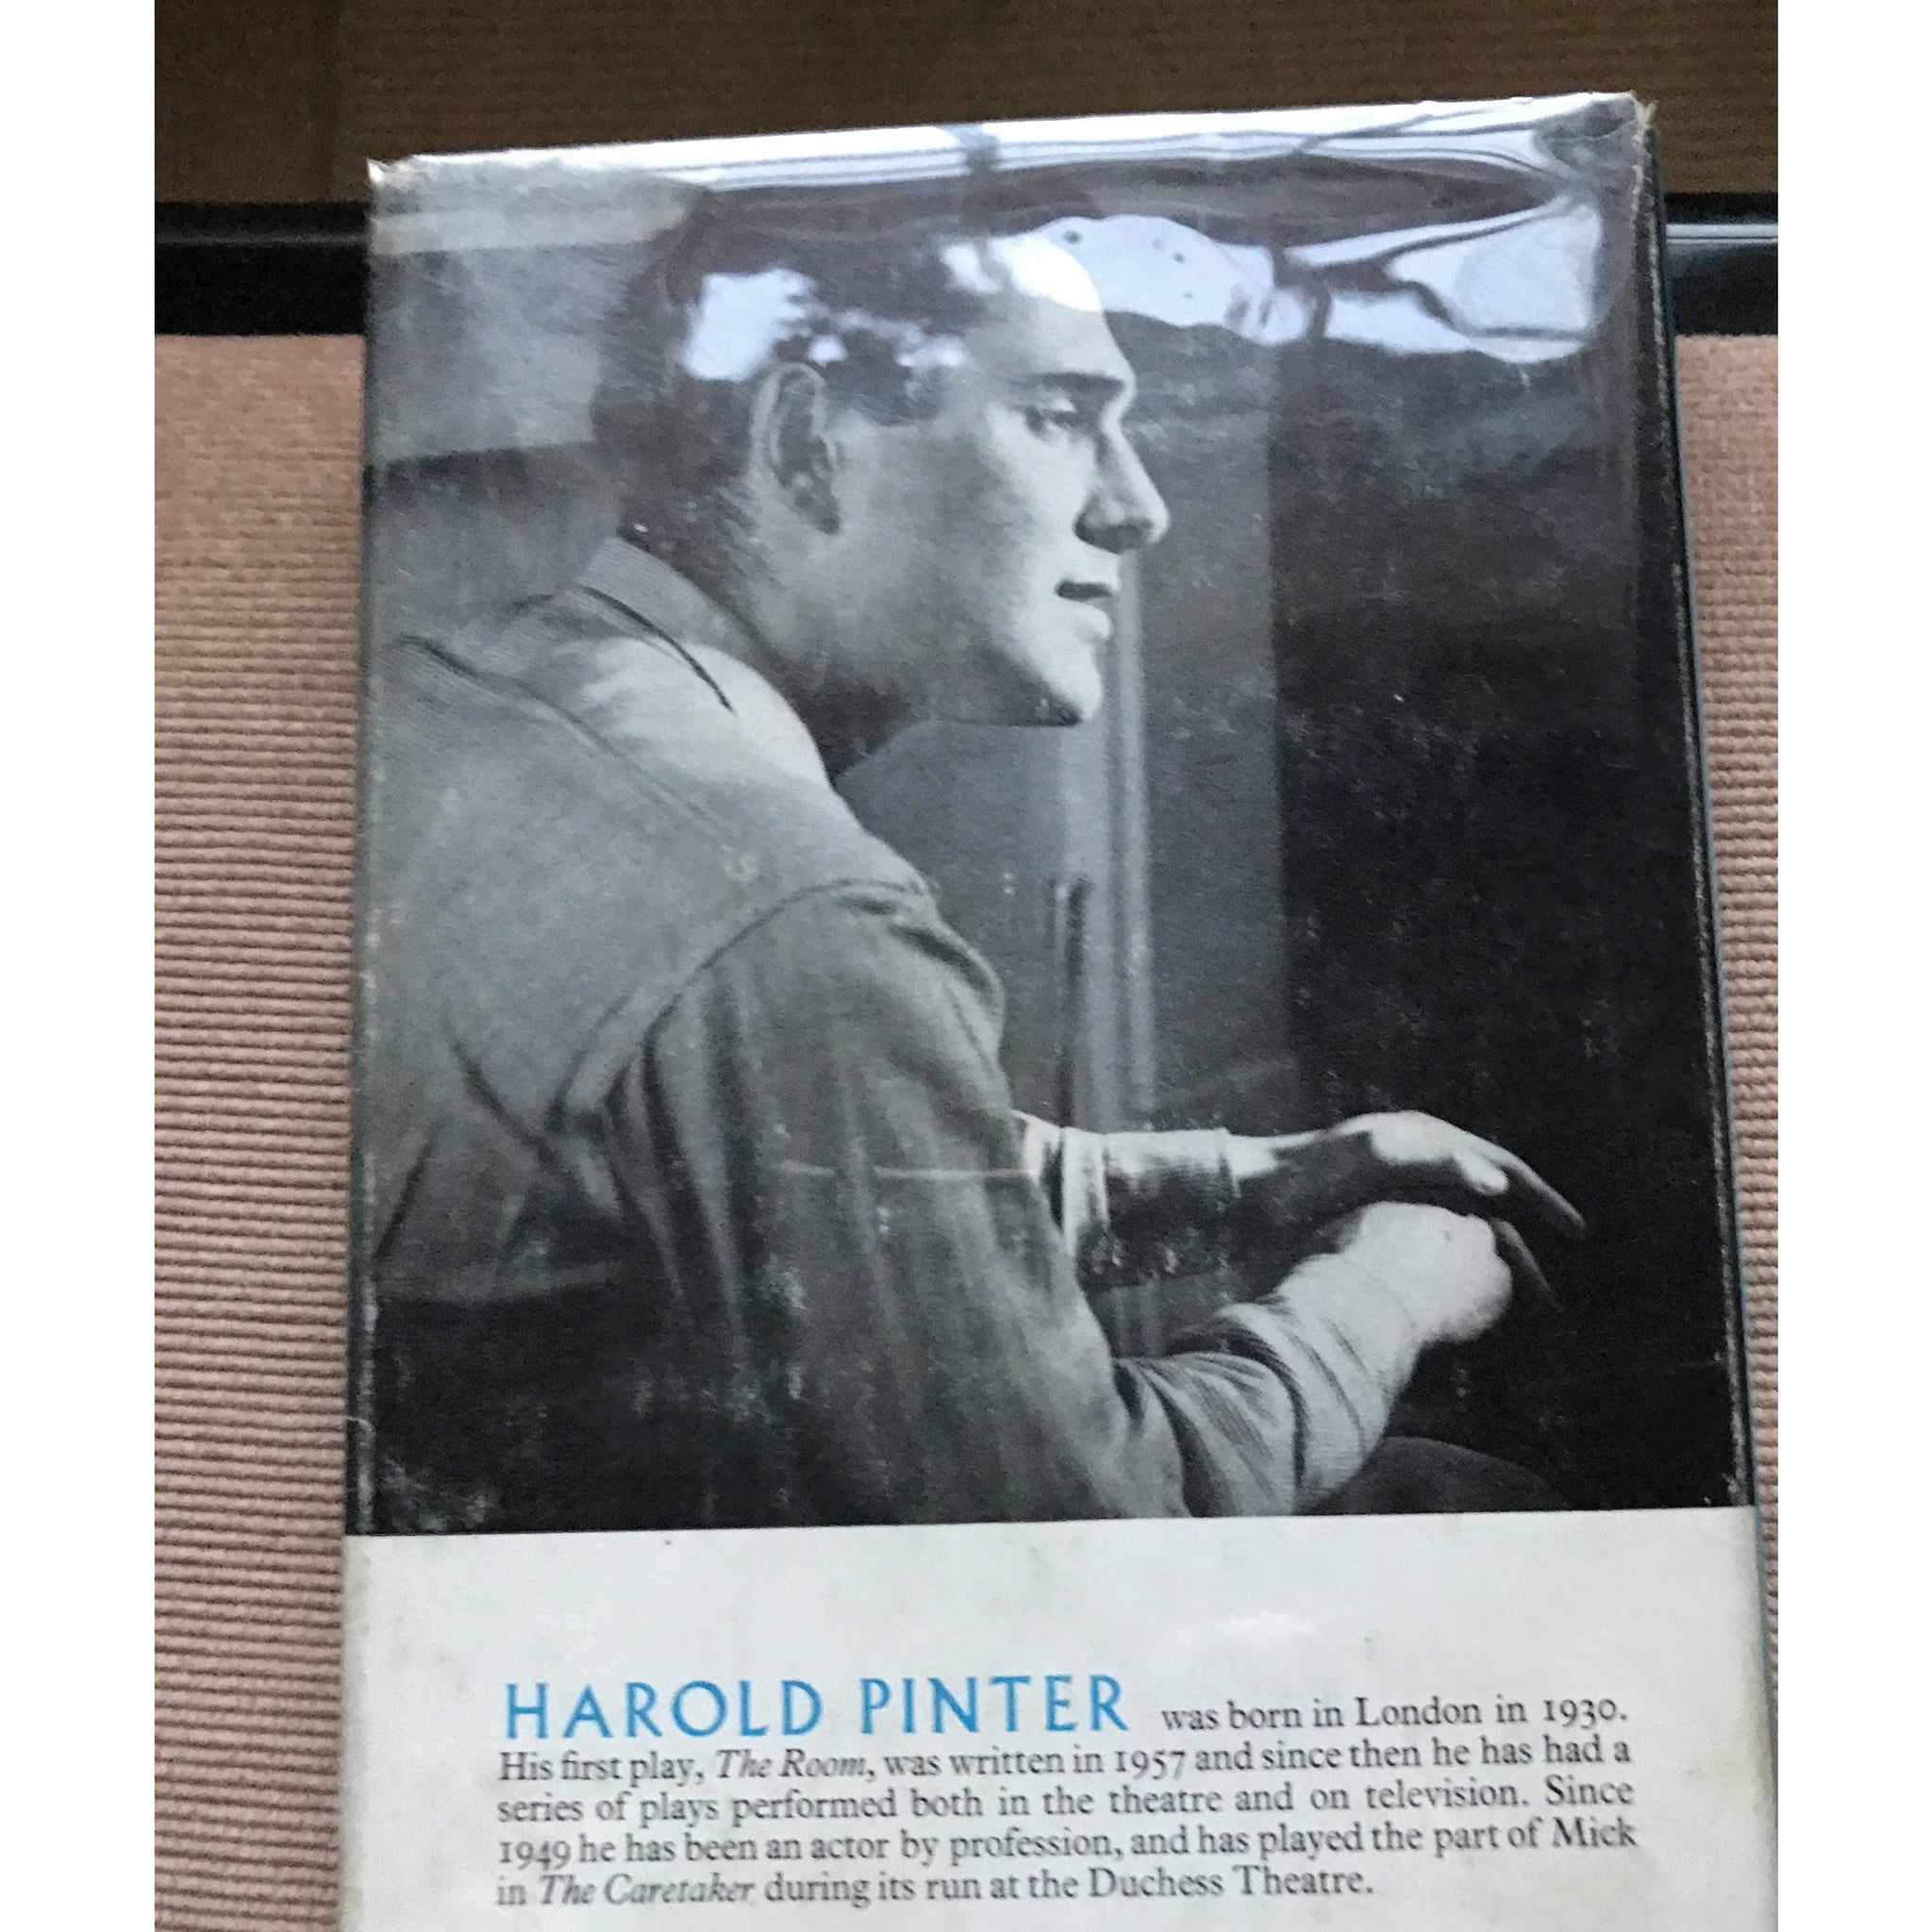 HAROLD PINTER was born in London in 1930.
His first play, The Room, was written in 1957 and since then he has had a
series of plays performed both in the theatre and on television. Since
1949 he has been an actor by profession, and has played the part of Mick
in The Caretaker during its run at the Duchess Theatre.